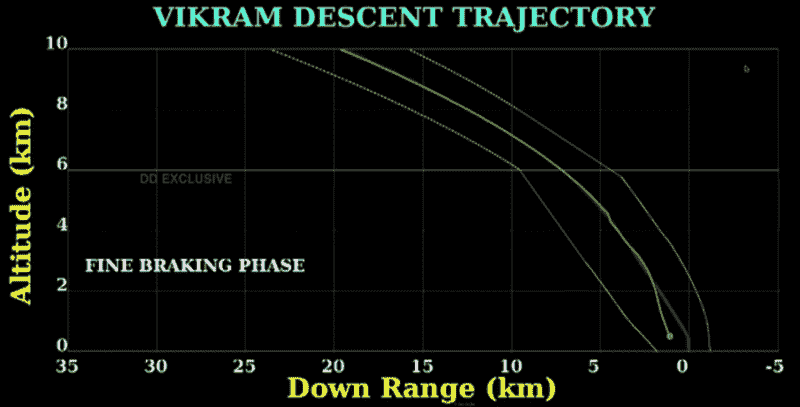 VIKRAM DESCENT TRAJECTORY
10
8
6
DD EXCLUSIVE
4
FINE BRAKING PHASE
2
0
Altitude (km)
35 30 25 20 15 10 5 0 -5
Down Range (km)